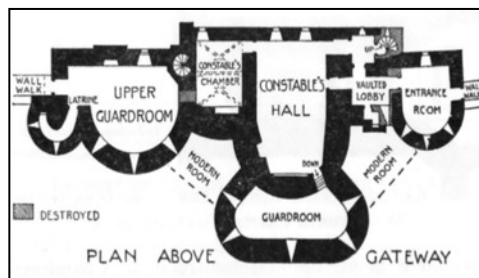 UP
WALL
WALK
LATRINE
UPPER
GUARDROOM
CONSTABLE'S
CHAMBER
CONSTABLE'S
HALL
VAULTED
LOBBY
ENTRANCE
ROOM
WALL
WALK
MODERN
ROOM
DOWN
MODERN
ROOM
GUARDROOM
DESTROYED
PLAN ABOVE GATEWAY